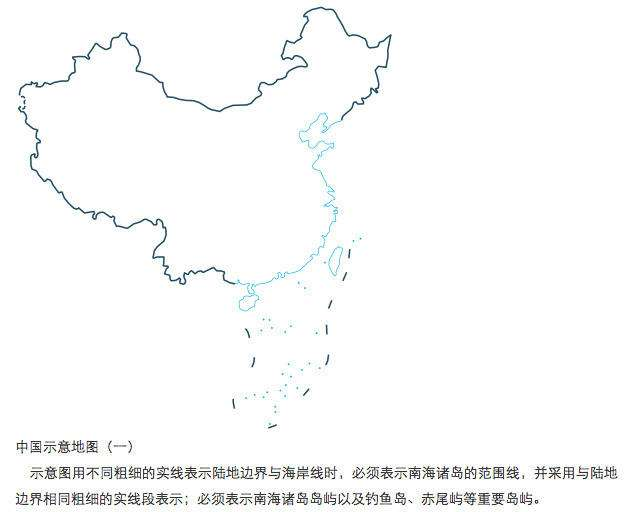 中国示意地图（一）
示意图用不同粗细的实线表示陆地边界与海岸线时，必须表示南海诸岛的范围线，并采用与陆地
边界相同粗细的实线段表示；必须表示南海诸岛岛屿以及钓鱼岛、赤尾屿等重要岛屿。